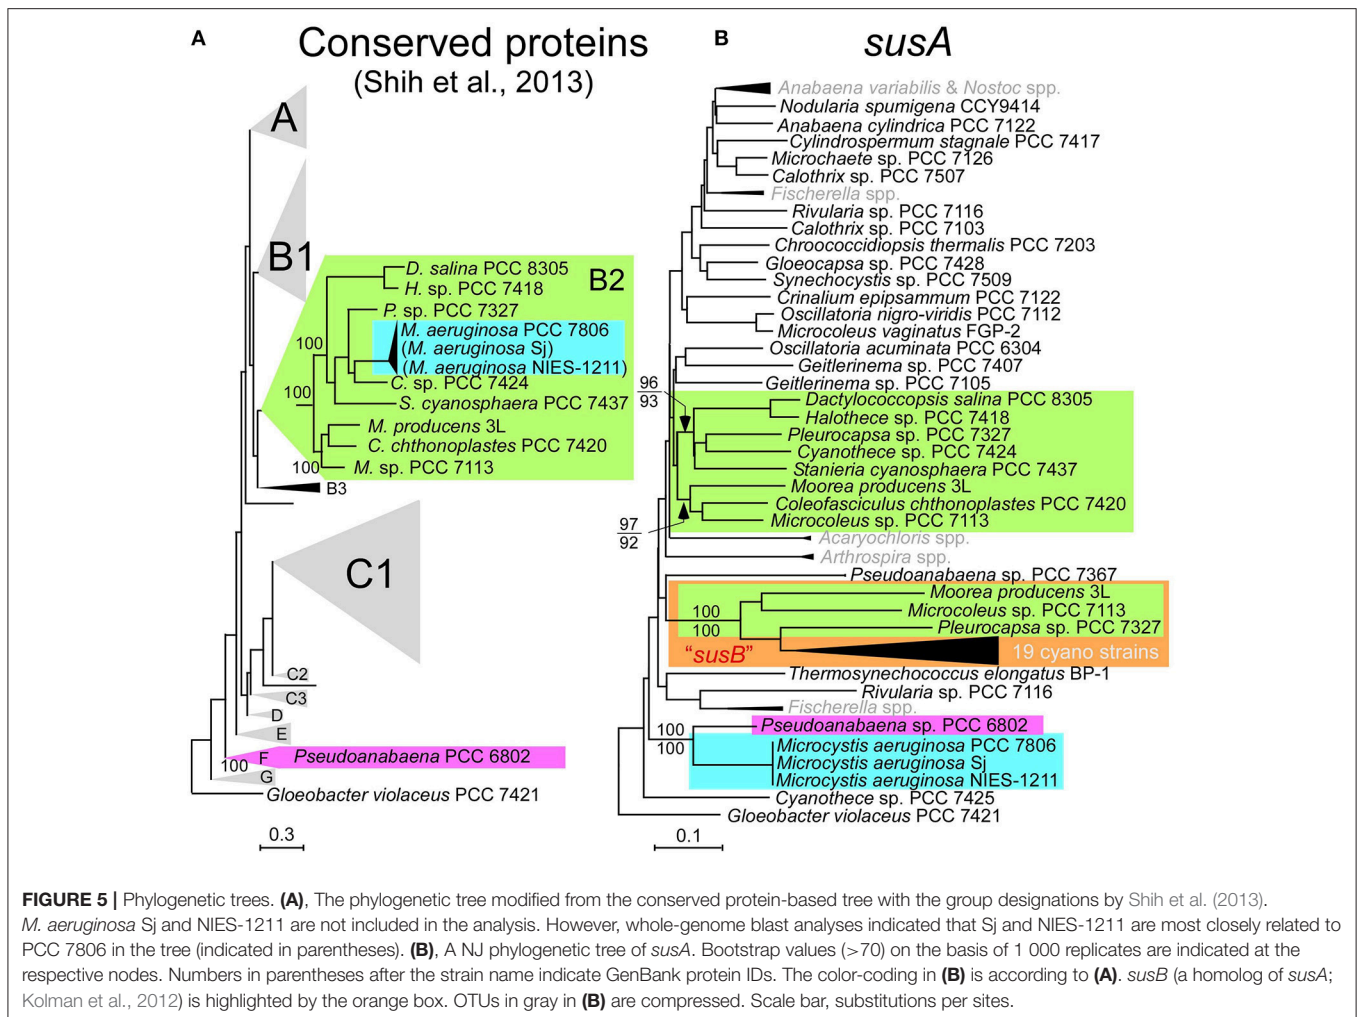 A
Conserved proteins
(Shih et al., 2013)
A
B1
B2
D. salina PCC 8305
H. sp. PCC 7418
P. sp. PCC 7327
M. aeruginosa PCC 7806
(M. aeruginosa Sj)
(M. aeruginosa NIES-1211)
C. sp. PCC 7424
S. cyanosphaera PCC 7437
M. producens 3L
C. chthonoplastes PCC 7420
M. sp. PCC 7113
100
100
100
B3
C1
C2
C3
D
E
F
Pseudoanabaena PCC 6802
100
G
Gloeobacter violaceus PCC 7421
0.3
B
susA
Anabaena variabilis & Nostoc spp.
Nodularia spumigena CCY9414
Anabaena cylindrica PCC 7122
Cylindrospermum stagnale PCC 7417
Microchaete sp. PCC 7126
Calothrix sp. PCC 7507
Fischerella spp.
Rivularia sp. PCC 7116
Calothrix sp. PCC 7103
Chroococcidiopsis thermalis PCC 7203
Gloeocapsa sp. PCC 7428
Synechocystis sp. PCC 7509
Crinalium epipsammum PCC 7122
Oscillatoria nigro-viridis PCC 7112
Microcoleus vaginatus FGP-2
Oscillatoria acuminata PCC 6304
Geitlerinema sp. PCC 7407
Geitlerinema sp. PCC 7105
96
93
Dactylococcopsis salina PCC 8305
Halothece sp. PCC 7418
Pleurocapsa sp. PCC 7327
Cyanothece sp. PCC 7424
Stanieria cyanosphaera PCC 7437
Moorea producens 3L
Coleofasciculus chthonoplastes PCC 7420
Microcoleus sp. PCC 7113
97
92
Acaryochloris spp.
Arthrospira spp.
Pseudoanabaena sp. PCC 7367
Moorea producens 3L
Microcoleus sp. PCC 7113
Pleurocapsa sp. PCC 7327
100
100
"susB"
19 cyano strains
Thermosynechococcus elongatus BP-1
Rivularia sp. PCC 7116
Fischerella spp.
100
100
Pseudoanabaena sp. PCC 6802
Microcystis aeruginosa PCC 7806
Microcystis aeruginosa Sj
Microcystis aeruginosa NIES-1211
Cyanothece sp. PCC 7425
Gloeobacter violaceus PCC 7421
0.1
FIGURE 5 | Phylogenetic trees. (A), The phylogenetic tree modified from the conserved protein-based tree with the group designations by Shih et al. (2013).
M. aeruginosa Sj and NIES-1211 are not included in the analysis. However, whole-genome blast analyses indicated that Sj and NIES-1211 are most closely related to
PCC 7806 in the tree (indicated in parentheses). (B), A NJ phylogenetic tree of susA. Bootstrap values (>70) on the basis of 1 000 replicates are indicated at the
respective nodes. Numbers in parentheses after the strain name indicate GenBank protein IDs. The color-coding in (B) is according to (A). susB (a homolog of susA;
Kolman et al., 2012) is highlighted by the orange box. OTUs in gray in (B) are compressed. Scale bar, substitutions per sites.